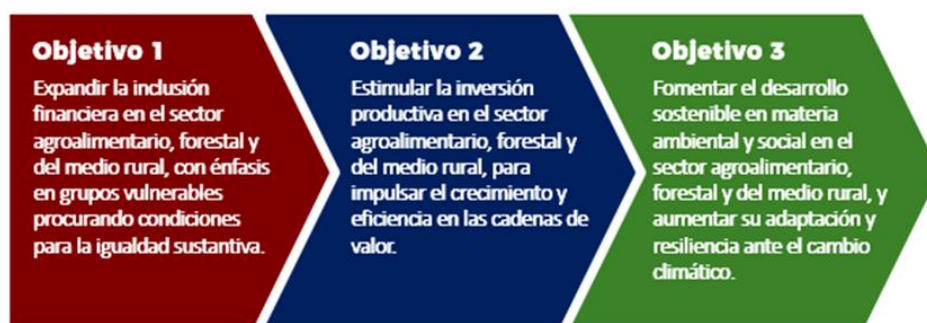 Objetivo 1
Expandir la inclusión
financiera en el sector
agroalimentario, forestal y
del medio rural, con énfasis
en grupos vulnerables
procurando condiciones
para la igualdad sustantiva.
Objetivo 2
Estimular la inversión
productiva en el sector
agroalimentario, forestal y
del medio rural, para
impulsar el crecimiento y
eficiencia en las cadenas de
valor.
Objetivo 3
Fomentar el desarrollo
sostenible en materia
ambiental y social en el
sector agroalimentario,
forestal y del medio rural, y
aumentar su adaptación y
resiliencia ante el cambio
climático.